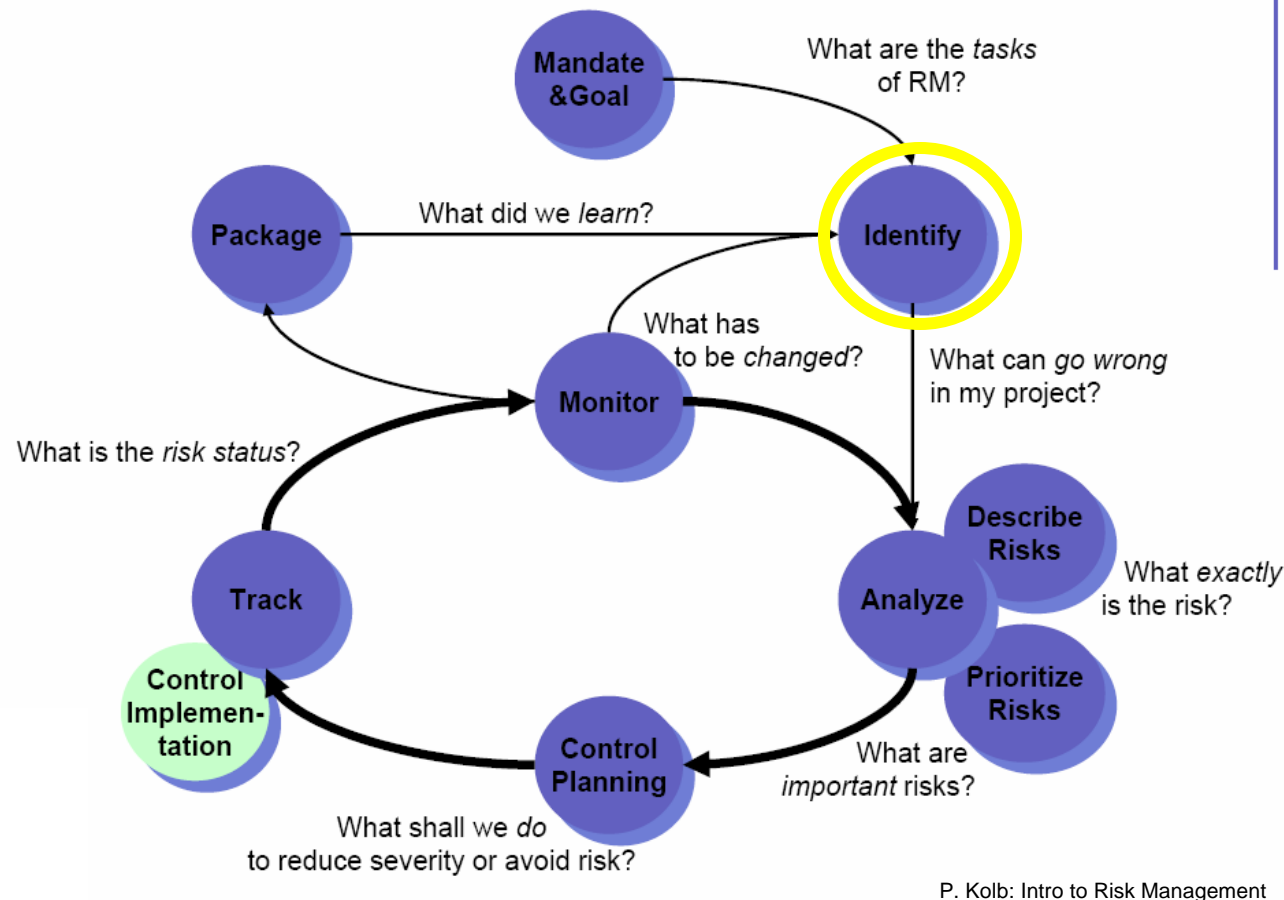 Mandate
&Goal
What are the tasks
of RM?
Package
What did we learn?
Identify
What has
to be changed?
Monitor
What can go wrong
in my project?
What is the risk status?
Describe
Risks
What exactly
is the risk?
Track
Analyze
Control
Implemen-
tation
Prioritize
Risks
Control
Planning
What are
important risks?
What shall we do
to reduce severity or avoid risk?
P. Kolb: Intro to Risk Management